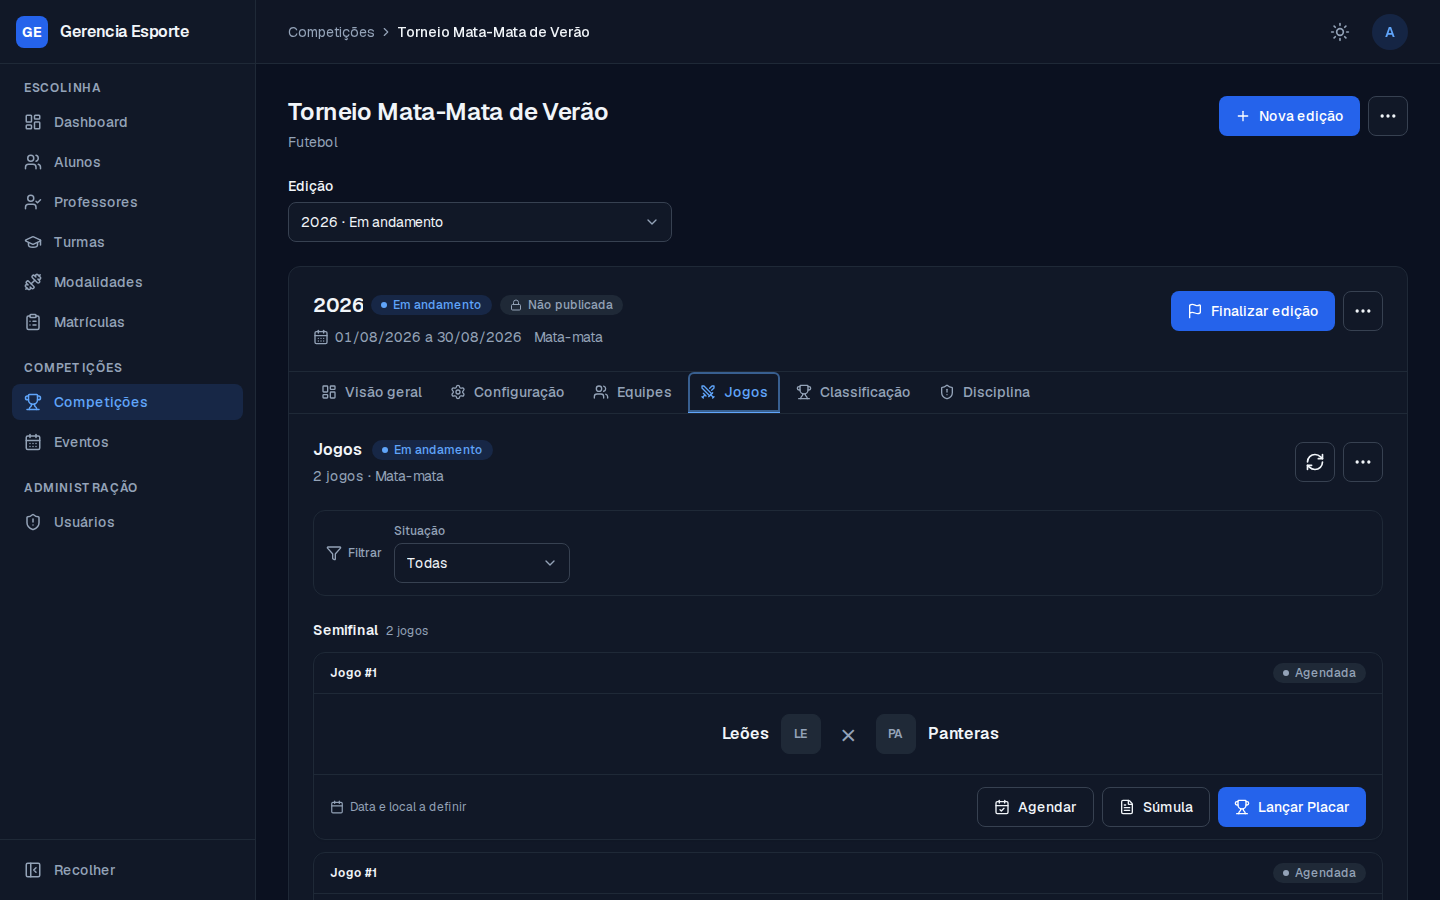 GE Gerencia Esporte
Competições > Torneio Mata-Mata de Verão
A
ESCOLINHA
Dashboard
Alunos
Professores
Turmas
Modalidades
Matrículas
COMPETIÇÕES
Competições
Eventos
ADMINISTRAÇÃO
Usuários
Recolher
Torneio Mata-Mata de Verão
Futebol
Nova edição
Edição
2026 · Em andamento
2026 Em andamento Não publicada
01/08/2026 a 30/08/2026 Mata-mata
Finalizar edição
Visão geral Configuração Equipes Jogos Classificação Disciplina
Jogos Em andamento
2 jogos · Mata-mata
Filtrar
Situação
Todas
Semifinal 2 jogos
Jogo #1 Agendada
Leões LE × PA Panteras
Data e local a definir Agendar Súmula Lançar Placar
Jogo #1 Agendada